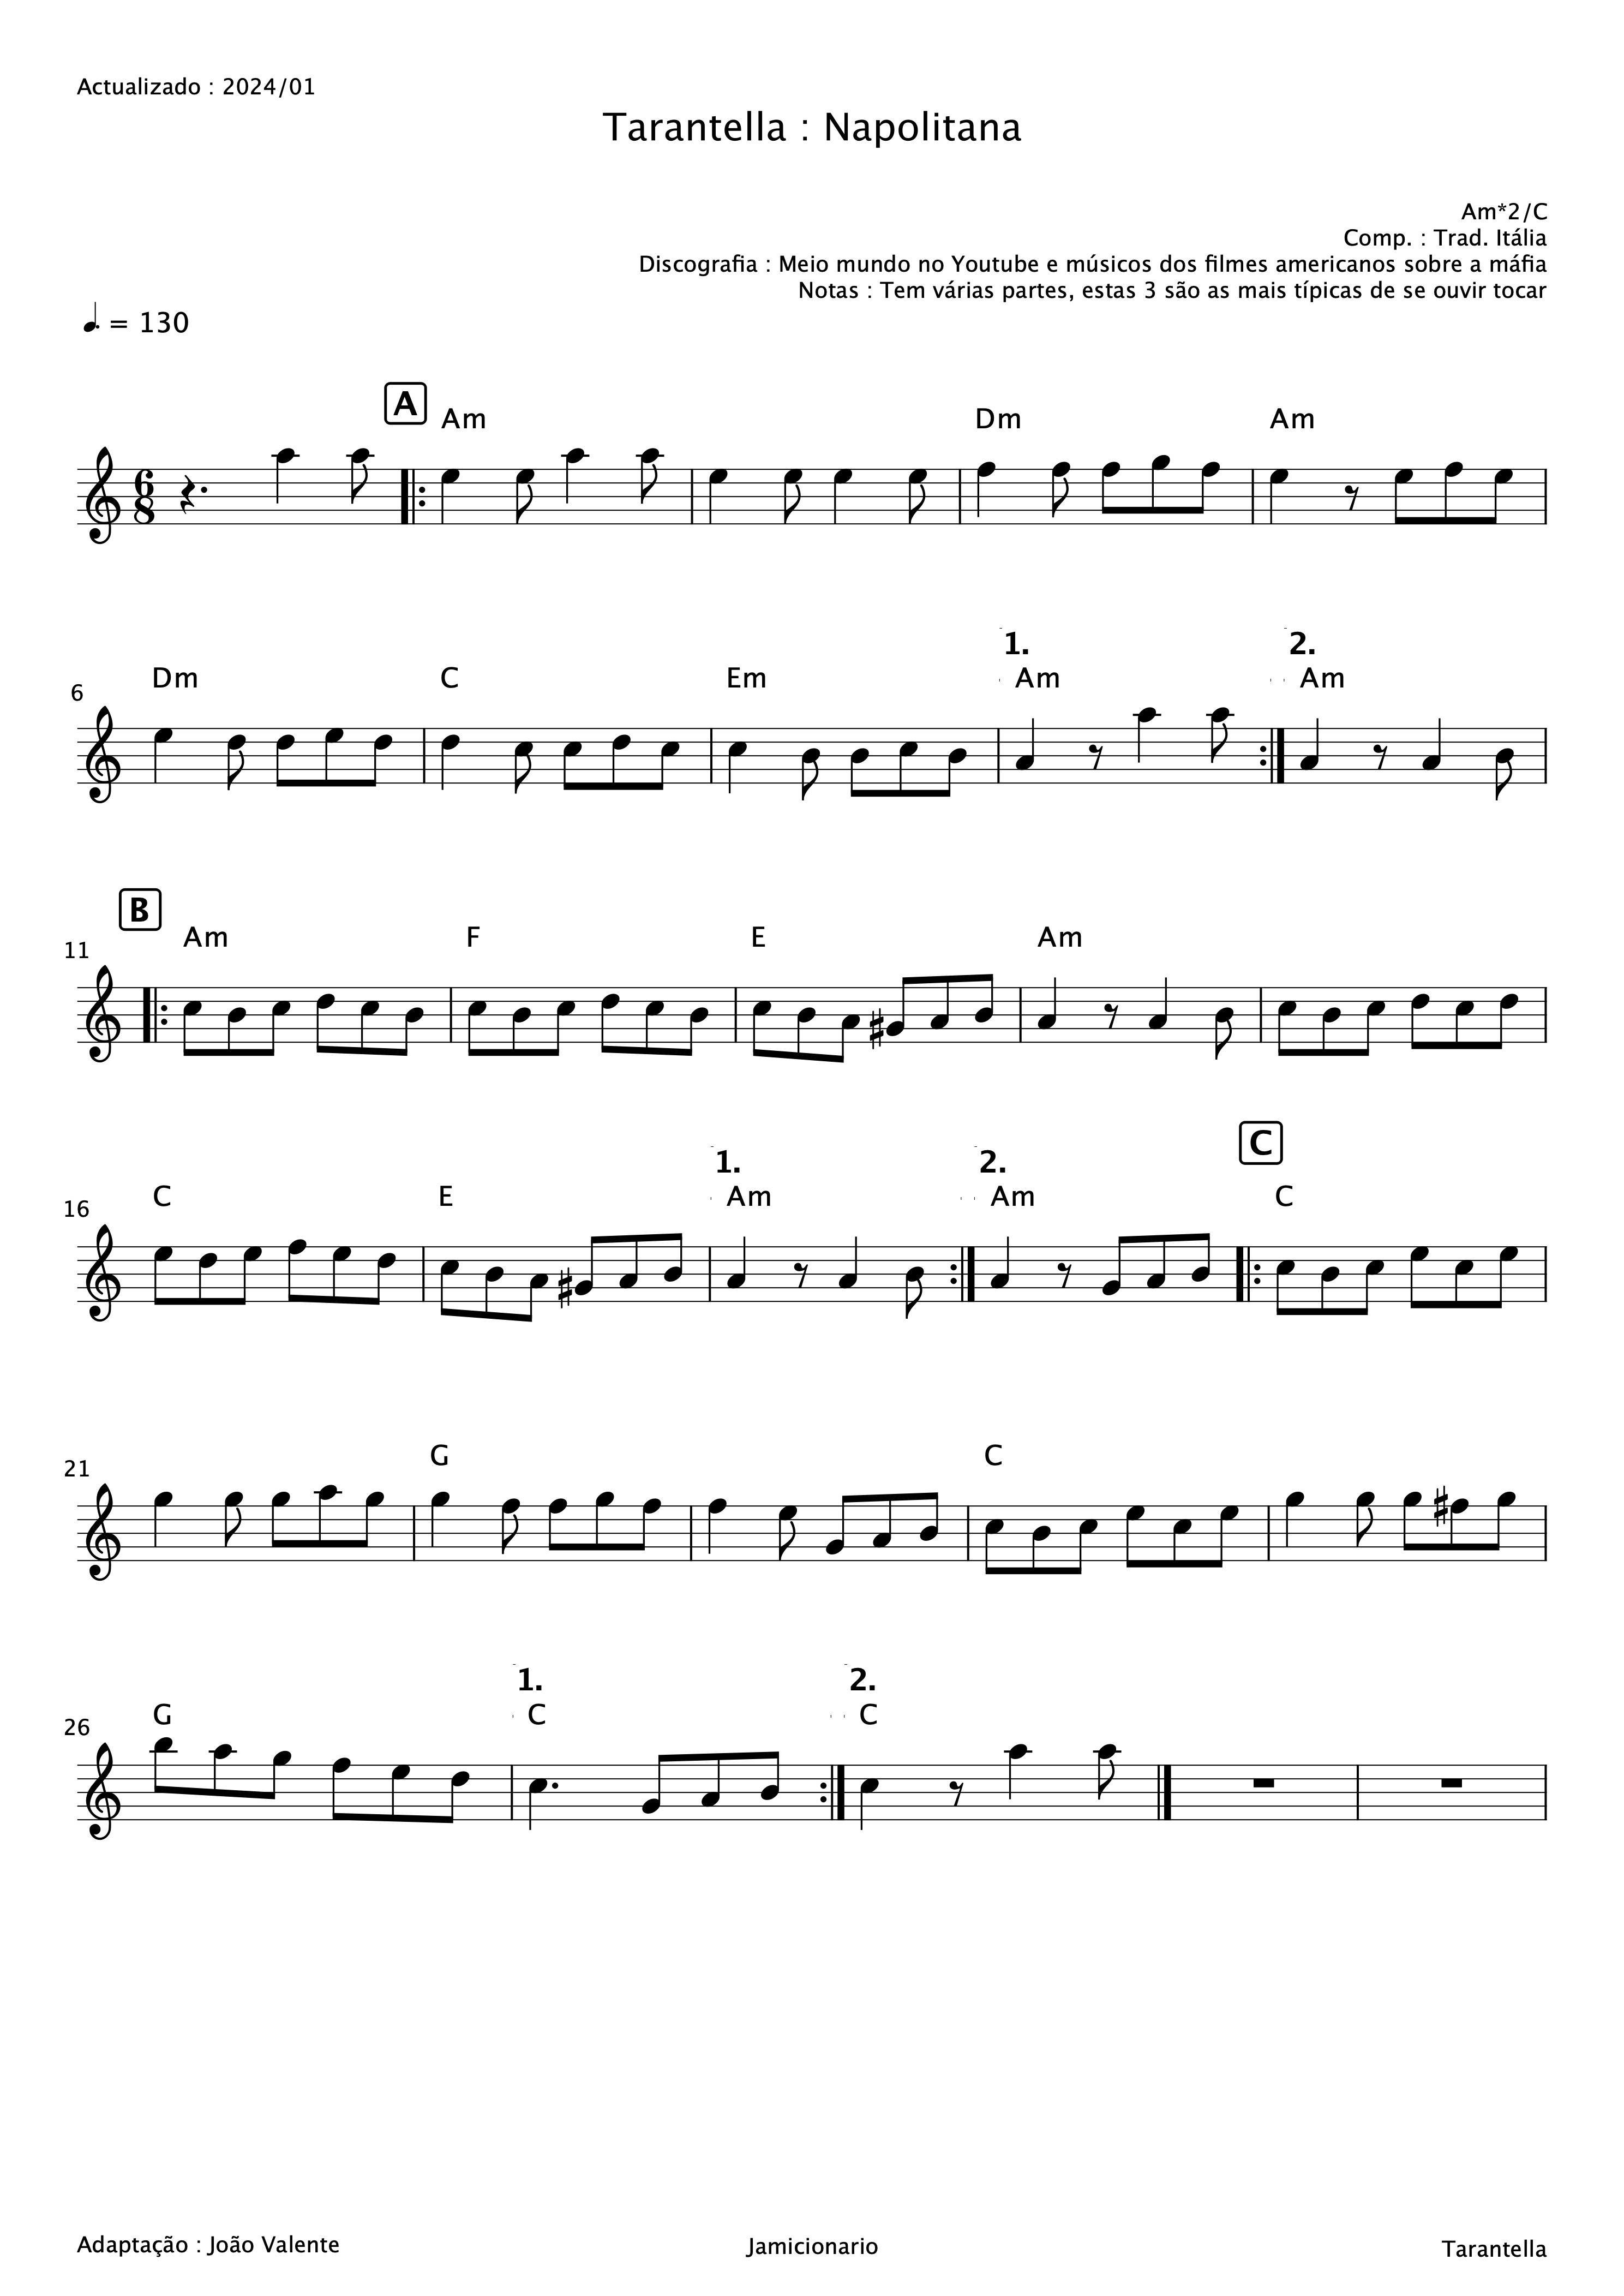 Actualizado : 2024/01
Tarantella : Napolitana
Am*2/C
Comp. : Trad. Itália
Discografia : Meio mundo no Youtube e músicos dos filmes americanos sobre a máfia
Notas : Tem várias partes, estas 3 são as mais típicas de se ouvir tocar
= 130
A
Am Dm Am
6 8
1. 2.
6 Dm C Em Am Am
B
11 Am F E Am
1. 2. C
16 C E Am Am C
21 G C
1. 2.
26 G C C
Adaptação : João Valente Jamicionario Tarantella